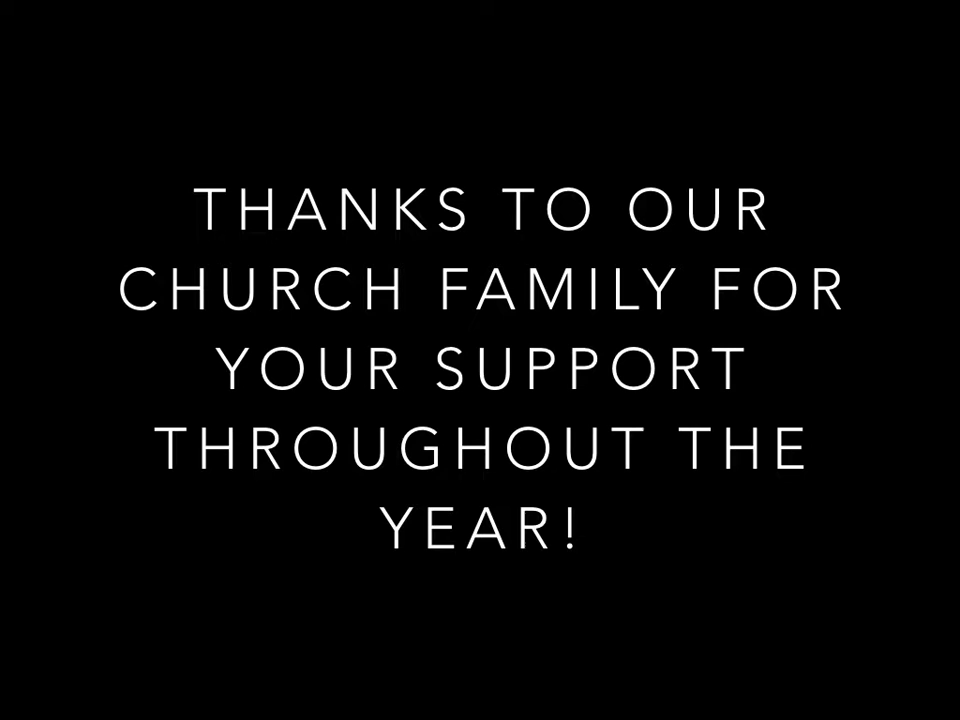 THANKS TO OUR
CHURCH FAMILY FOR
YOUR SUPPORT
THROUGHOUT THE
YEAR!